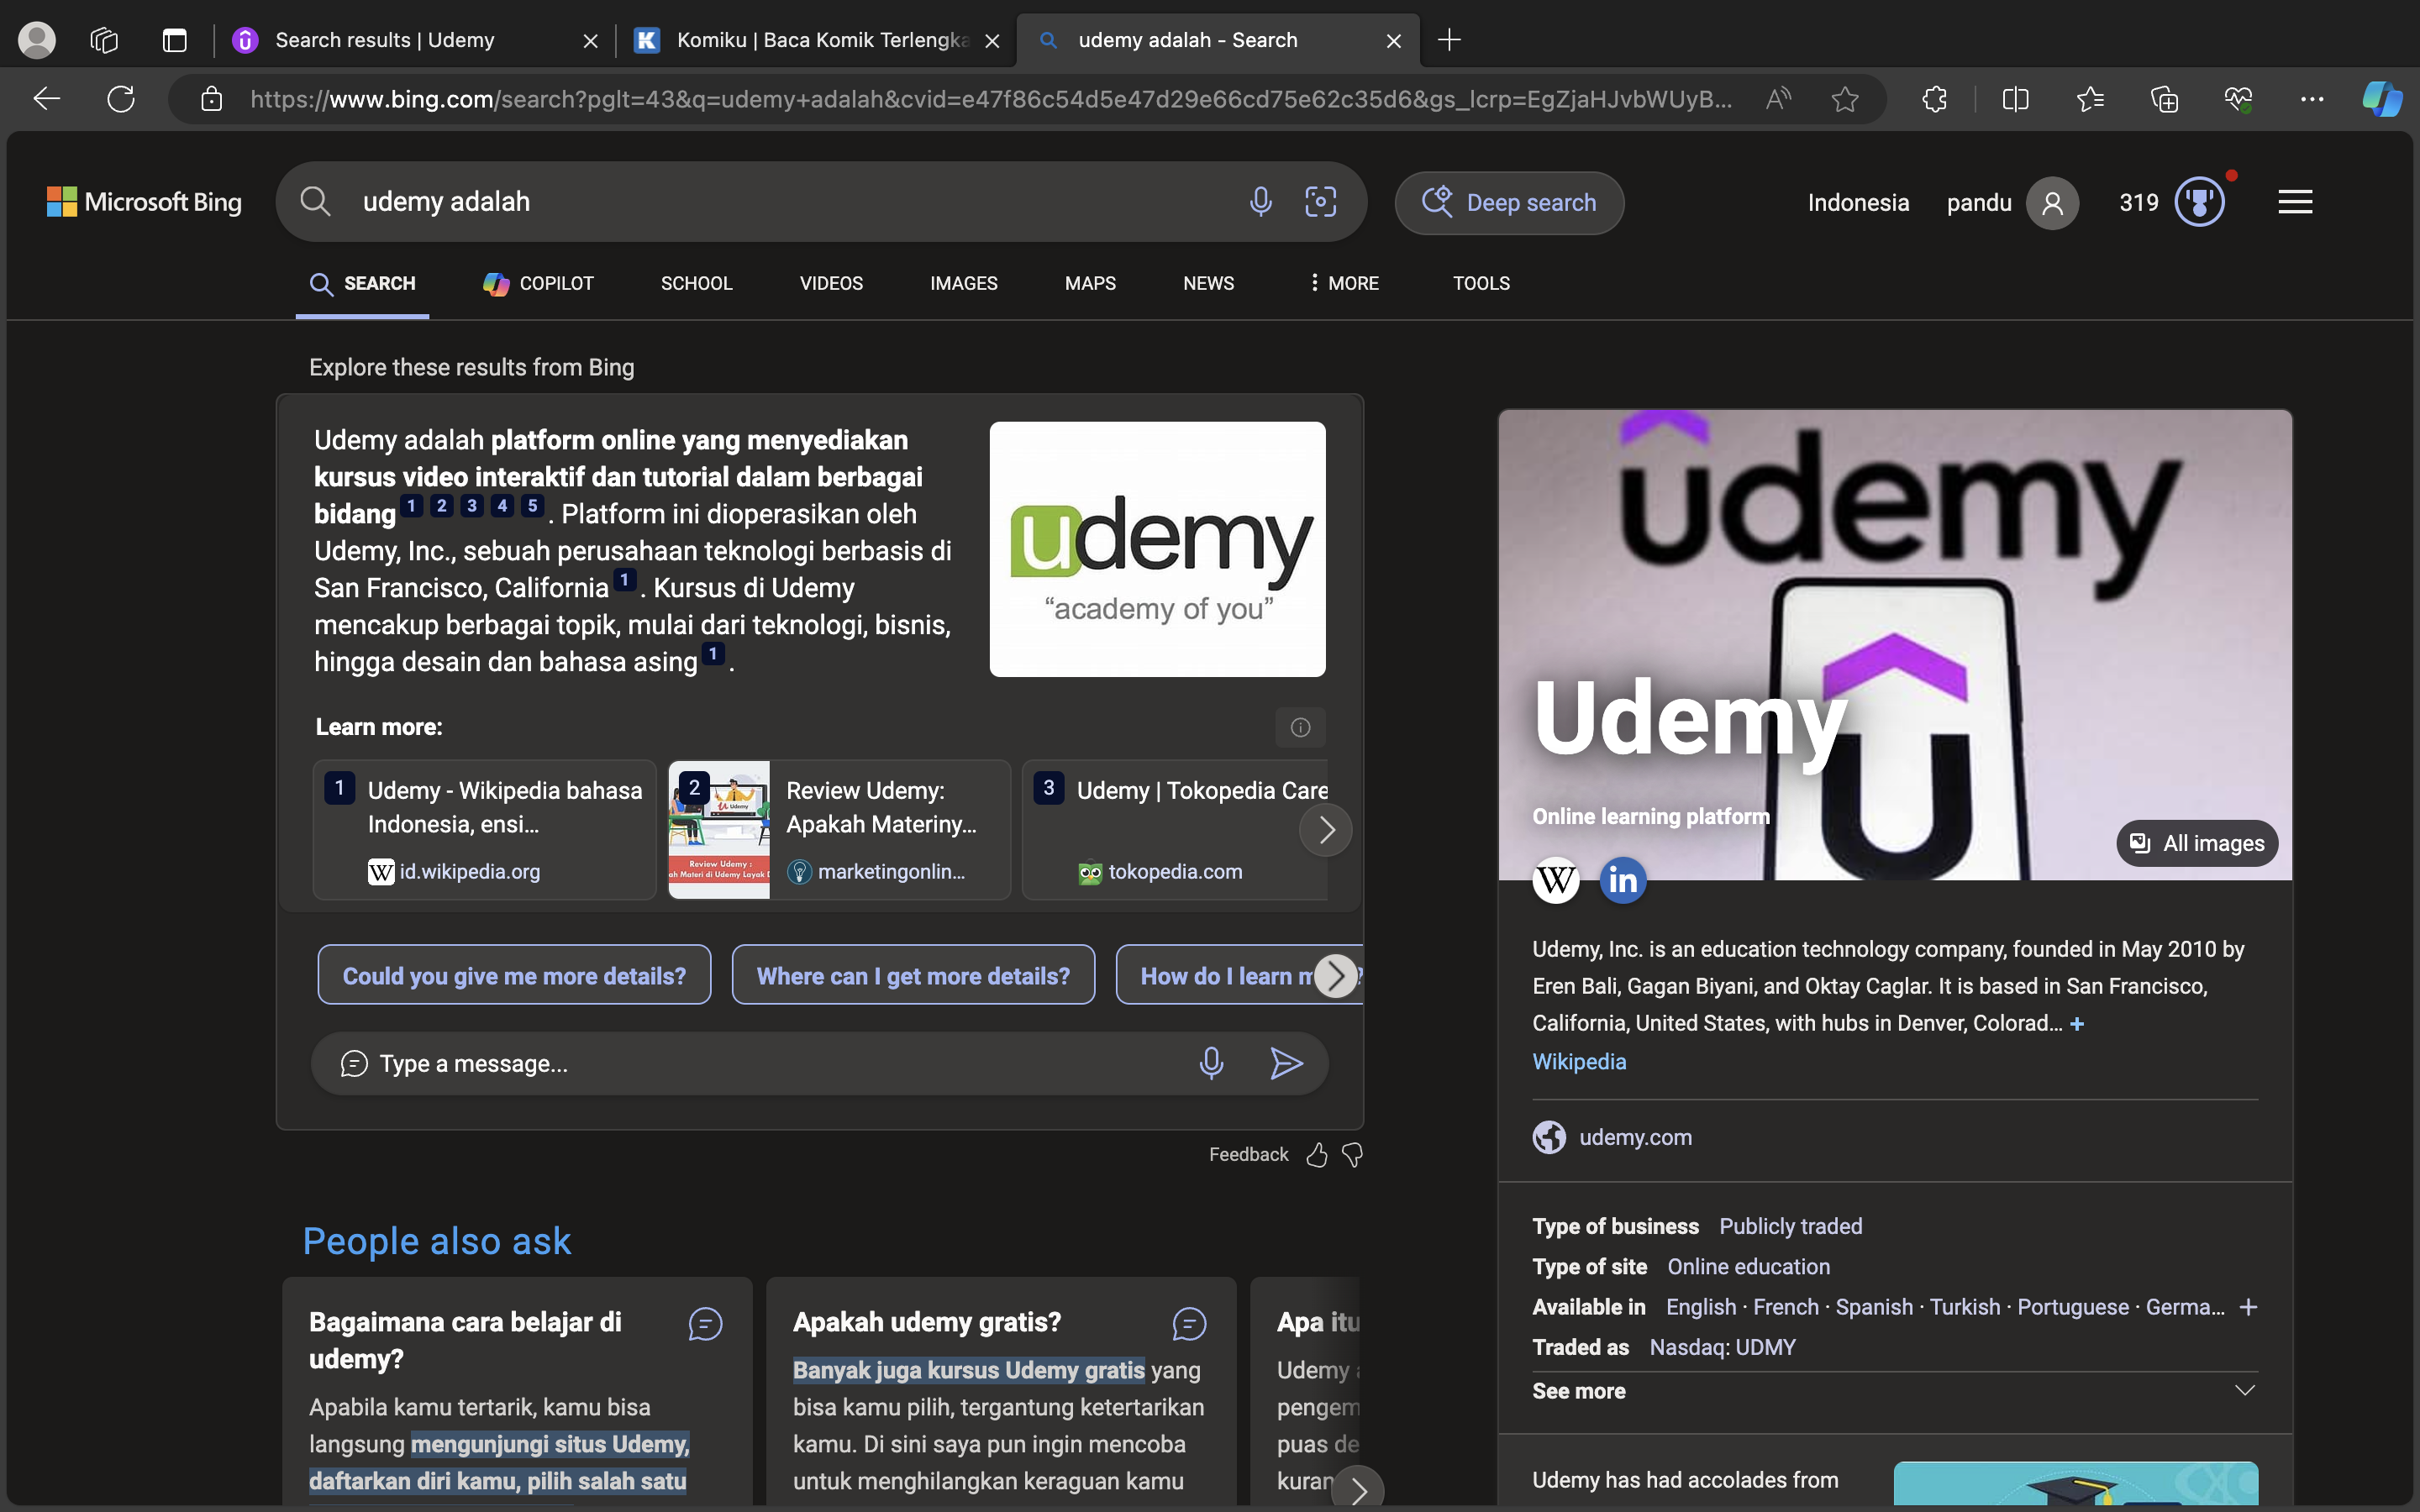 Search results | Udemy
Komiku | Baca Komik Terlengka
udemy adalah - Search
https://www.bing.com/search?pglt=43&q=udemy+adalah&cvid=e47f86c54d5e47d29e66cd75e62c35d6&gs_lcrp=EgZjaHJvbWUyB...
Microsoft Bing
udemy adalah
Deep search
Indonesia
pandu
319
SEARCH
COPILOT
SCHOOL
VIDEOS
IMAGES
MAPS
NEWS
MORE
TOOLS
Explore these results from Bing
Udemy adalah platform online yang menyediakan
kursus video interaktif dan tutorial dalam berbagai
bidang 1 2 3 4 5 . Platform ini dioperasikan oleh
Udemy, Inc., sebuah perusahaan teknologi berbasis di
San Francisco, California 1 . Kursus di Udemy
mencakup berbagai topik, mulai dari teknologi, bisnis,
hingga desain dan bahasa asing 1 .
udemy
“academy of you”
Learn more:
1
Udemy - Wikipedia bahasa
Indonesia, ensi...
W id.wikipedia.org
2
Udemy
Review Udemy :
ah Materi di Udemy Layak
Review Udemy:
Apakah Materiny...
marketingonlin...
3
Udemy | Tokopedia Care
tokopedia.com
Could you give me more details?
Where can I get more details?
How do I learn m
Type a message...
Feedback
People also ask
Bagaimana cara belajar di
udemy?
Apabila kamu tertarik, kamu bisa
langsung mengunjungi situs Udemy,
daftarkan diri kamu, pilih salah satu
Apakah udemy gratis?
Banyak juga kursus Udemy gratis yang
bisa kamu pilih, tergantung ketertarikan
kamu. Di sini saya pun ingin mencoba
untuk menghilangkan keraguan kamu
Apa itu
Udemy
pengem
puas de
kuran
udemy
Udemy
Online learning platform
All images
W
in
Udemy, Inc. is an education technology company, founded in May 2010 by
Eren Bali, Gagan Biyani, and Oktay Caglar. It is based in San Francisco,
California, United States, with hubs in Denver, Colorad... +
Wikipedia
udemy.com
Type of business Publicly traded
Type of site Online education
Available in English · French · Spanish · Turkish · Portuguese · Germa... +
Traded as Nasdaq: UDMY
See more
Udemy has had accolades from